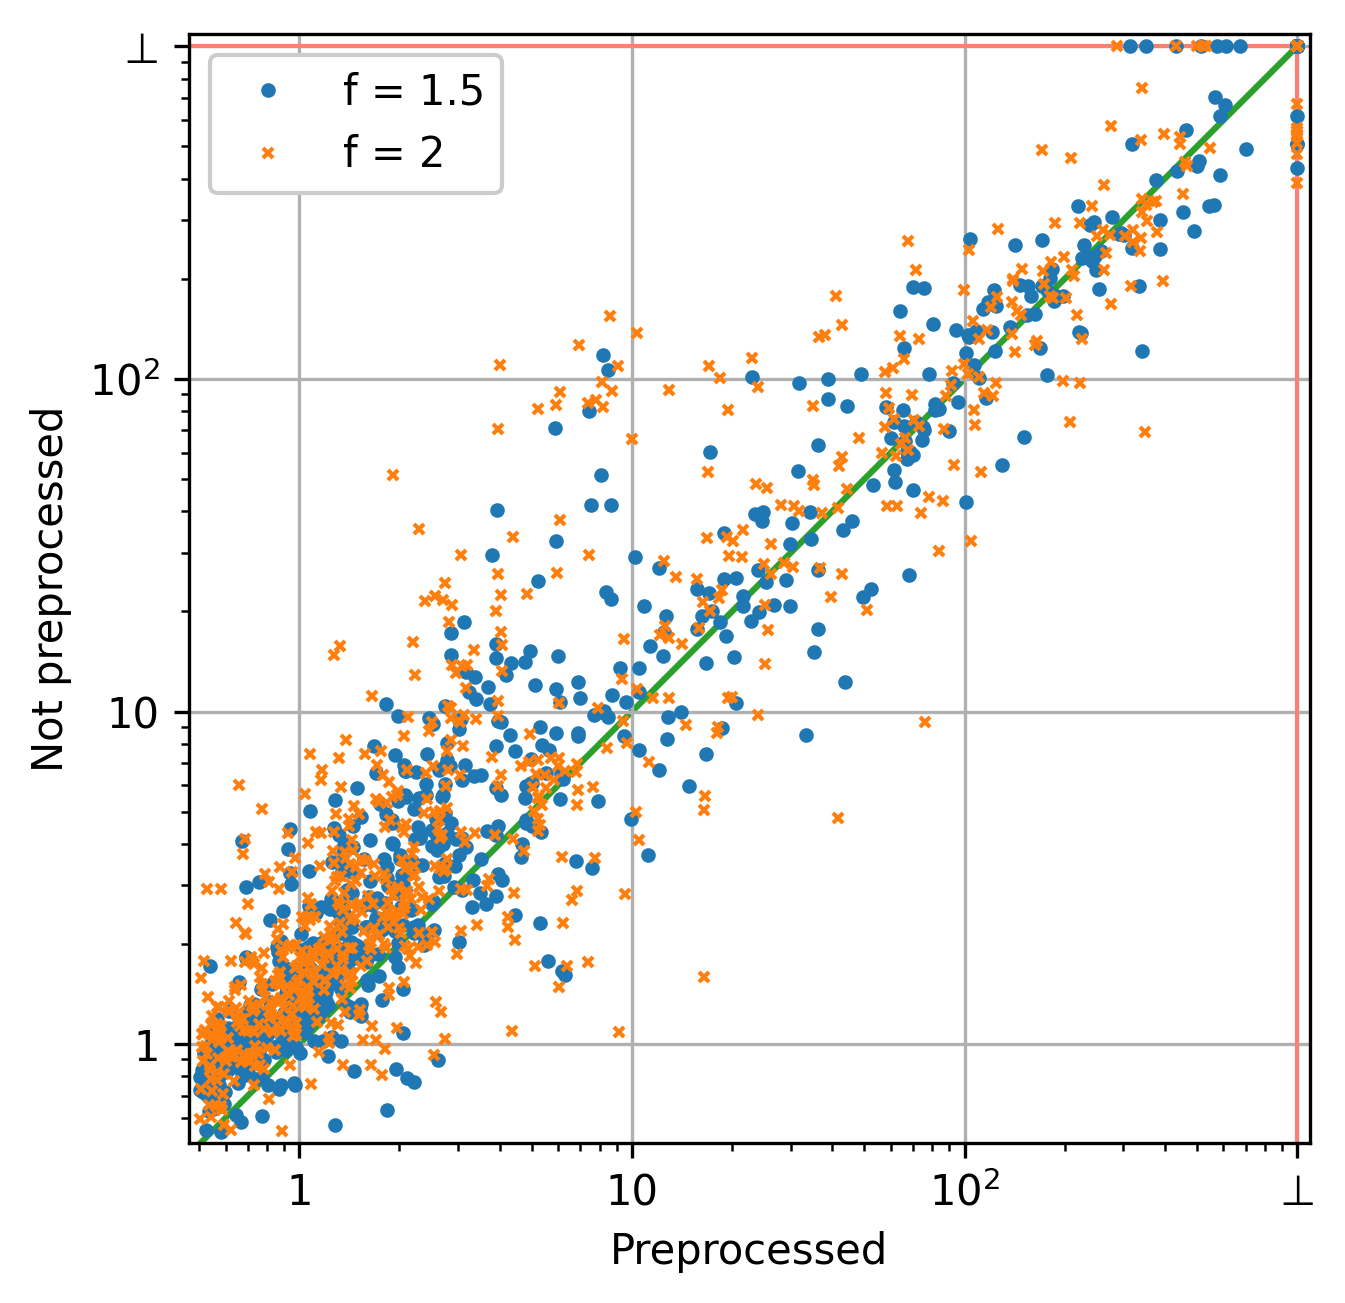 ⊥
f = 1.5
f = 2
10²
10
1
Not preprocessed
1
10
10²
⊥
Preprocessed